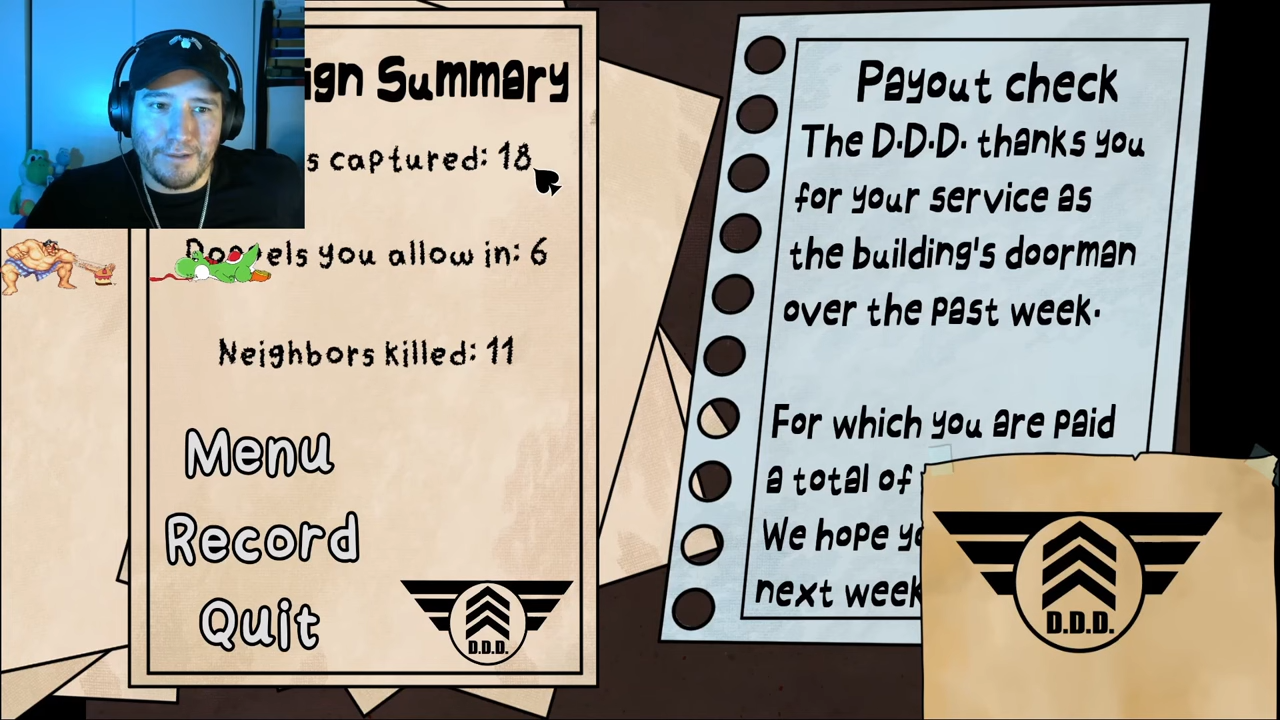 ign Summary
s captured: 18
Doppels you allow in: 6
Neighbors killed: 11
Menu
Record
Quit
D.D.D.
Payout check
The D.D.D. thanks you
for your service as
the building's doorman
over the past week.
For which you are paid
a total of
We hope yo
next week
D.D.D.